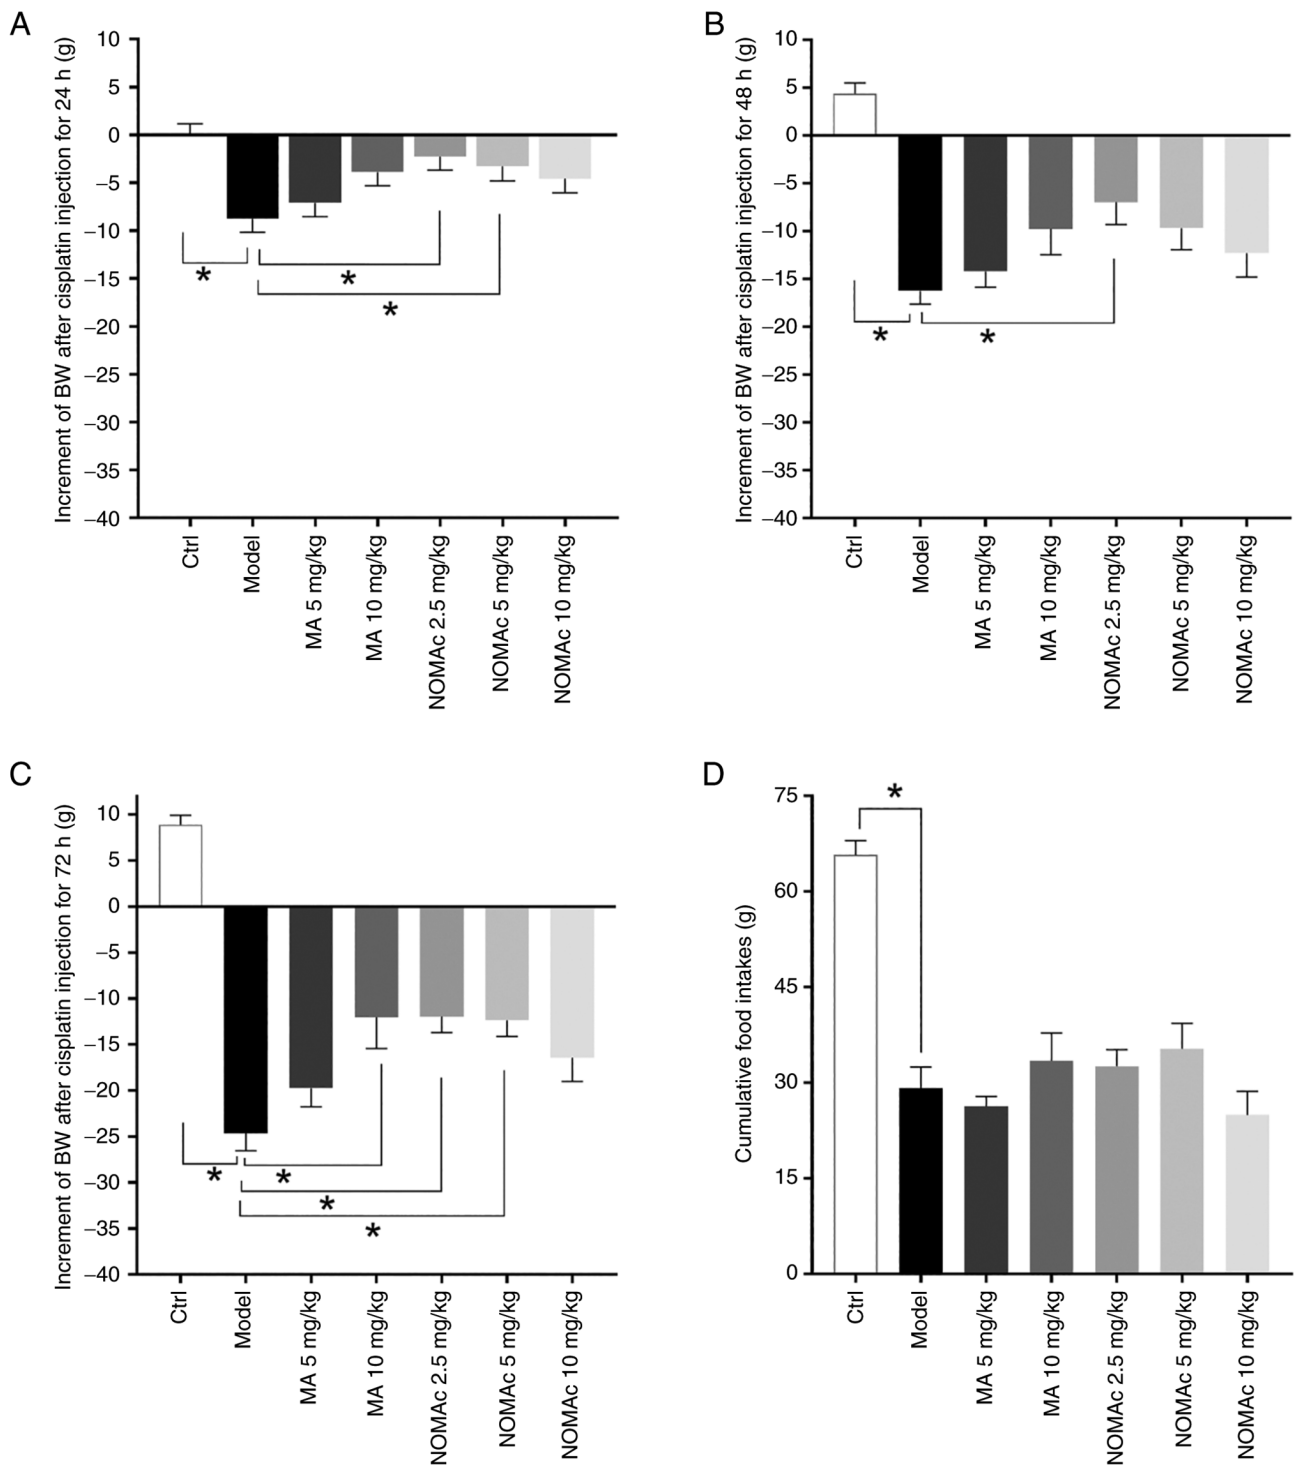 A
Increment of BW after cisplatin injection for 24 h (g)
10
5
0
−5
−10
−15
−20
−25
−30
−35
−40
*
*
*
Ctrl
Model
MA 5 mg/kg
MA 10 mg/kg
NOMAc 2.5 mg/kg
NOMAc 5 mg/kg
NOMAc 10 mg/kg
B
Increment of BW after cisplatin injection for 48 h (g)
10
5
0
−5
−10
−15
−20
−25
−30
−35
−40
*
*
Ctrl
Model
MA 5 mg/kg
MA 10 mg/kg
NOMAc 2.5 mg/kg
NOMAc 5 mg/kg
NOMAc 10 mg/kg
C
Increment of BW after cisplatin injection for 72 h (g)
10
5
0
−5
−10
−15
−20
−25
−30
−35
−40
*
*
*
*
Ctrl
Model
MA 5 mg/kg
MA 10 mg/kg
NOMAc 2.5 mg/kg
NOMAc 5 mg/kg
NOMAc 10 mg/kg
D
Cumulative food intakes (g)
75
60
45
30
15
0
*
Ctrl
Model
MA 5 mg/kg
MA 10 mg/kg
NOMAc 2.5 mg/kg
NOMAc 5 mg/kg
NOMAc 10 mg/kg